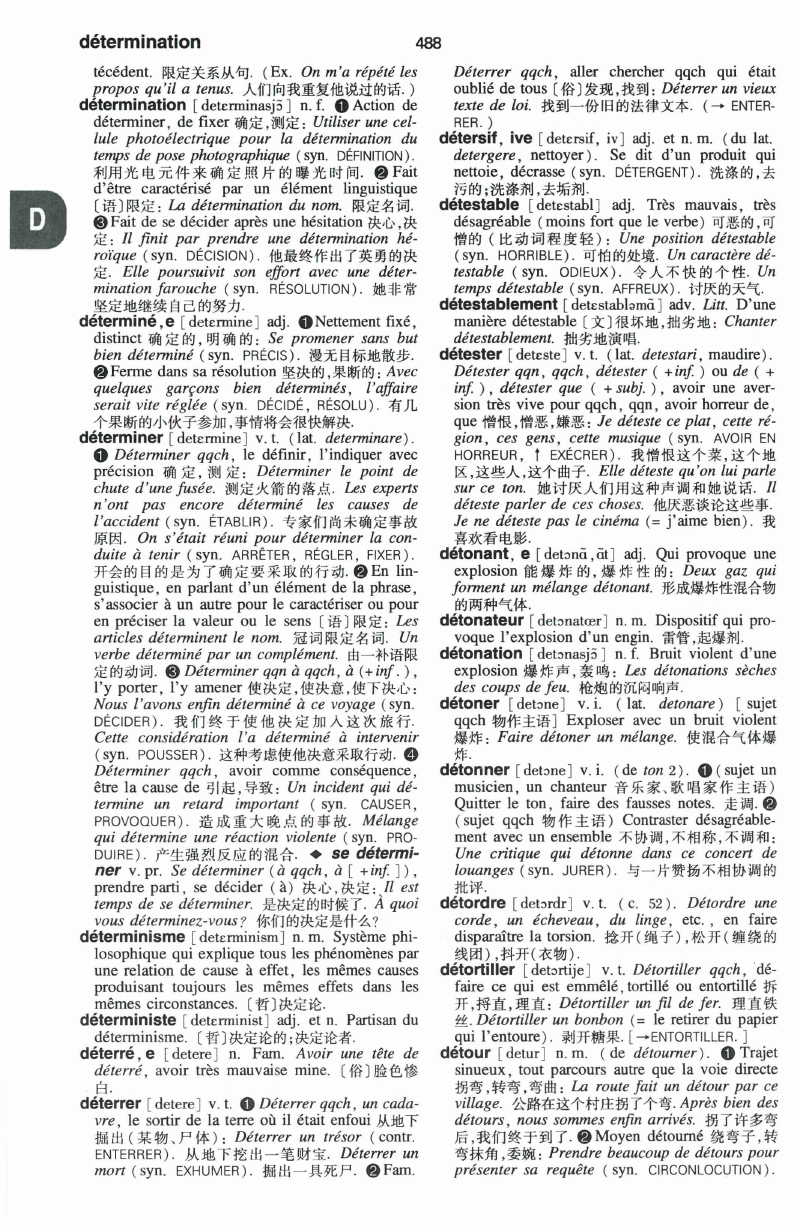 détermination 488
técédent. 限定关系从句. (Ex. On m'a répété les
propos qu'il a tenus. 人们向我重复他说过的话. )
détermination [detɛrminasjɔ̃] n. f. ❶ Action de
déterminer, de fixer 确定,测定: Utiliser une cel-
lule photoélectrique pour la détermination du
temps de pose photographique (syn. DÉFINITION).
利用光电元件来确定照片的曝光时间. ❷ Fait
d'être caractérisé par un élément linguistique
〔语〕限定: La détermination du nom. 限定名词.
❸ Fait de se décider après une hésitation 决心,决
定: Il finit par prendre une détermination hé-
roïque (syn. DÉCISION). 他最终作出了英勇的决
定. Elle poursuivit son effort avec une déter-
mination farouche (syn. RÉSOLUTION). 她非常
坚定地继续自己的努力.
déterminé,e [detɛrmine] adj. ❶ Nettement fixé,
distinct 确定的,明确的: Se promener sans but
bien déterminé (syn. PRÉCIS). 漫无目标地散步.
❷ Ferme dans sa résolution 坚决的,果断的: Avec
quelques garçons bien déterminés, l'affaire
serait vite réglée (syn. DÉCIDÉ, RÉSOLU). 有几
个果断的小伙子参加,事情将会很快解决.
déterminer [detɛrmine] v. t. (lat. determinare).
❶ Déterminer qqch, le définir, l'indiquer avec
précision 确定,测定: Déterminer le point de
chute d'une fusée. 测定火箭的落点. Les experts
n'ont pas encore déterminé les causes de
l'accident (syn. ÉTABLIR). 专家们尚未确定事故
原因. On s'était réuni pour déterminer la con-
duite à tenir (syn. ARRÊTER, RÉGLER, FIXER).
开会的目的是为了确定要采取的行动. ❷ En lin-
guistique, en parlant d'un élément de la phrase,
s'associer à un autre pour le caractériser ou pour
en préciser la valeur ou le sens〔语〕限定: Les
articles déterminent le nom. 冠词限定名词. Un
verbe déterminé par un complément. 由一补语限
定的动词. ❸ Déterminer qqn à qqch, à (+inf.),
l'y porter, l'y amener 使决定,使决意,使下决心:
Nous l'avons enfin déterminé à ce voyage (syn.
DÉCIDER). 我们终于使他决定加入这次旅行.
Cette considération l'a déterminé à intervenir
(syn. POUSSER). 这种考虑使他决意采取行动. ❹
Déterminer qqch, avoir comme conséquence,
être la cause de 引起,导致: Un incident qui dé-
termine un retard important ( syn. CAUSER,
PROVOQUER). 造成重大晚点的事故. Mélange
qui détermine une réaction violente (syn. PRO-
DUIRE). 产生强烈反应的混合. ◆ se détermi-
ner v. pr. Se déterminer (à qqch, à [ +inf. ]),
prendre parti, se décider (à) 决心,决定: Il est
temps de se déterminer. 是决定的时候了. À quoi
vous déterminez-vous? 你们的决定是什么?
déterminisme [detɛrminism] n. m. Système phi-
losophique qui explique tous les phénomènes par
une relation de cause à effet, les mêmes causes
produisant toujours les mêmes effets dans les
mêmes circonstances. 〔哲〕决定论.
déterministe [detɛrminist] adj. et n. Partisan du
déterminisme. 〔哲〕决定论的;决定论者.
déterré,e [detere] n. Fam. Avoir une tête de
déterré, avoir très mauvaise mine. 〔俗〕脸色惨
白.
déterrer [detere] v. t. ❶ Déterrer qqch, un cada-
vre, le sortir de la terre où il était enfoui 从地下
掘出(某物、尸体): Déterrer un trésor (contr.
ENTERRER). 从地下挖出一笔财宝. Déterrer un
mort (syn. EXHUMER). 掘出一具死尸. ❷ Fam.
D
Déterrer qqch, aller chercher qqch qui était
oublié de tous〔俗〕发现,找到: Déterrer un vieux
texte de loi. 找到一份旧的法律文本. (→ ENTER-
RER. )
détersif, ive [detɛrsif, iv] adj. et n. m. (du lat.
detergere, nettoyer). Se dit d'un produit qui
nettoie, décrasse (syn. DÉTERGENT). 洗涤的,去
污的;洗涤剂,去垢剂.
détestable [detɛstabl] adj. Très mauvais, très
désagréable (moins fort que le verbe) 可恶的,可
憎的(比动词程度轻): Une position détestable
(syn. HORRIBLE). 可怕的处境. Un caractère dé-
testable (syn. ODIEUX). 令人不快的个性. Un
temps détestable (syn. AFFREUX). 讨厌的天气.
détestablement [detɛstabləmɑ̃] adv. Litt. D'une
manière détestable〔文〕很坏地,拙劣地: Chanter
détestablement. 拙劣地演唱.
détester [detɛste] v. t. (lat. detestari, maudire).
Détester qqn, qqch, détester ( +inf. ) ou de ( +
inf. ), détester que ( +subj. ), avoir une aver-
sion très vive pour qqch, qqn, avoir horreur de,
que 憎恨,憎恶,嫌恶: Je déteste ce plat, cette ré-
gion, ces gens, cette musique (syn. AVOIR EN
HORREUR, ↑ EXÉCRER). 我憎恨这个菜,这个地
区,这些人,这个曲子. Elle déteste qu'on lui parle
sur ce ton. 她讨厌人们用这种声调和她说话. Il
déteste parler de ces choses. 他厌恶谈论这些事.
Je ne déteste pas le cinéma (= j'aime bien). 我
喜欢看电影.
détonant, e [detɔnɑ̃,ɑ̃t] adj. Qui provoque une
explosion 能爆炸的,爆炸性的: Deux gaz qui
forment un mélange détonant. 形成爆炸性混合物
的两种气体.
détonateur [detɔnatœr] n. m. Dispositif qui pro-
voque l'explosion d'un engin. 雷管,起爆剂.
détonation [detɔnasjɔ̃] n. f. Bruit violent d'une
explosion 爆炸声,轰鸣: Les détonations sèches
des coups de feu. 枪炮的沉闷响声.
détoner [detɔne] v. i. ( lat. detonare) [ sujet
qqch 物作主语] Exploser avec un bruit violent
爆炸: Faire détoner un mélange. 使混合气体爆
炸.
détonner [detɔne] v. i. (de ton 2). ❶ (sujet un
musicien, un chanteur 音乐家、歌唱家作主语)
Quitter le ton, faire des fausses notes. 走调. ❷
(sujet qqch 物作主语) Contraster désagréable-
ment avec un ensemble 不协调,不相称,不调和:
Une critique qui détonne dans ce concert de
louanges (syn. JURER). 与一片赞扬不相协调的
批评.
détordre [detɔrdr] v. t. (c. 52). Détordre une
corde, un écheveau, du linge, etc. , en faire
disparaître la torsion. 捻开(绳子),松开(缠绕的
线团),抖开(衣物).
détortiller [detɔrtije] v. t. Détortiller qqch, dé-
faire ce qui est emmêlé, tortillé ou entortillé 拆
开,捋直,理直: Détortiller un fil de fer. 理直铁
丝. Détortiller un bonbon (= le retirer du papier
qui l'entoure). 剥开糖果. [→ENTORTILLER. ]
détour [detur] n. m. (de détourner). ❶ Trajet
sinueux, tout parcours autre que la voie directe
拐弯,转弯,弯曲: La route fait un détour par ce
village. 公路在这个村庄拐了个弯. Après bien des
détours, nous sommes enfin arrivés. 拐了许多弯
后,我们终于到了. ❷ Moyen détourné 绕弯子,转
弯抹角,委婉: Prendre beaucoup de détours pour
présenter sa requête (syn. CIRCONLOCUTION).